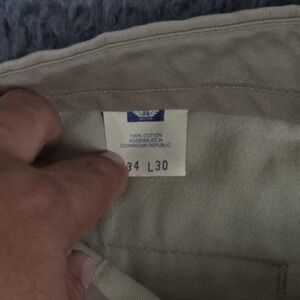 100% COTTON
ASSEMBLED IN
DOMINICAN REPUBLIC
34 L30